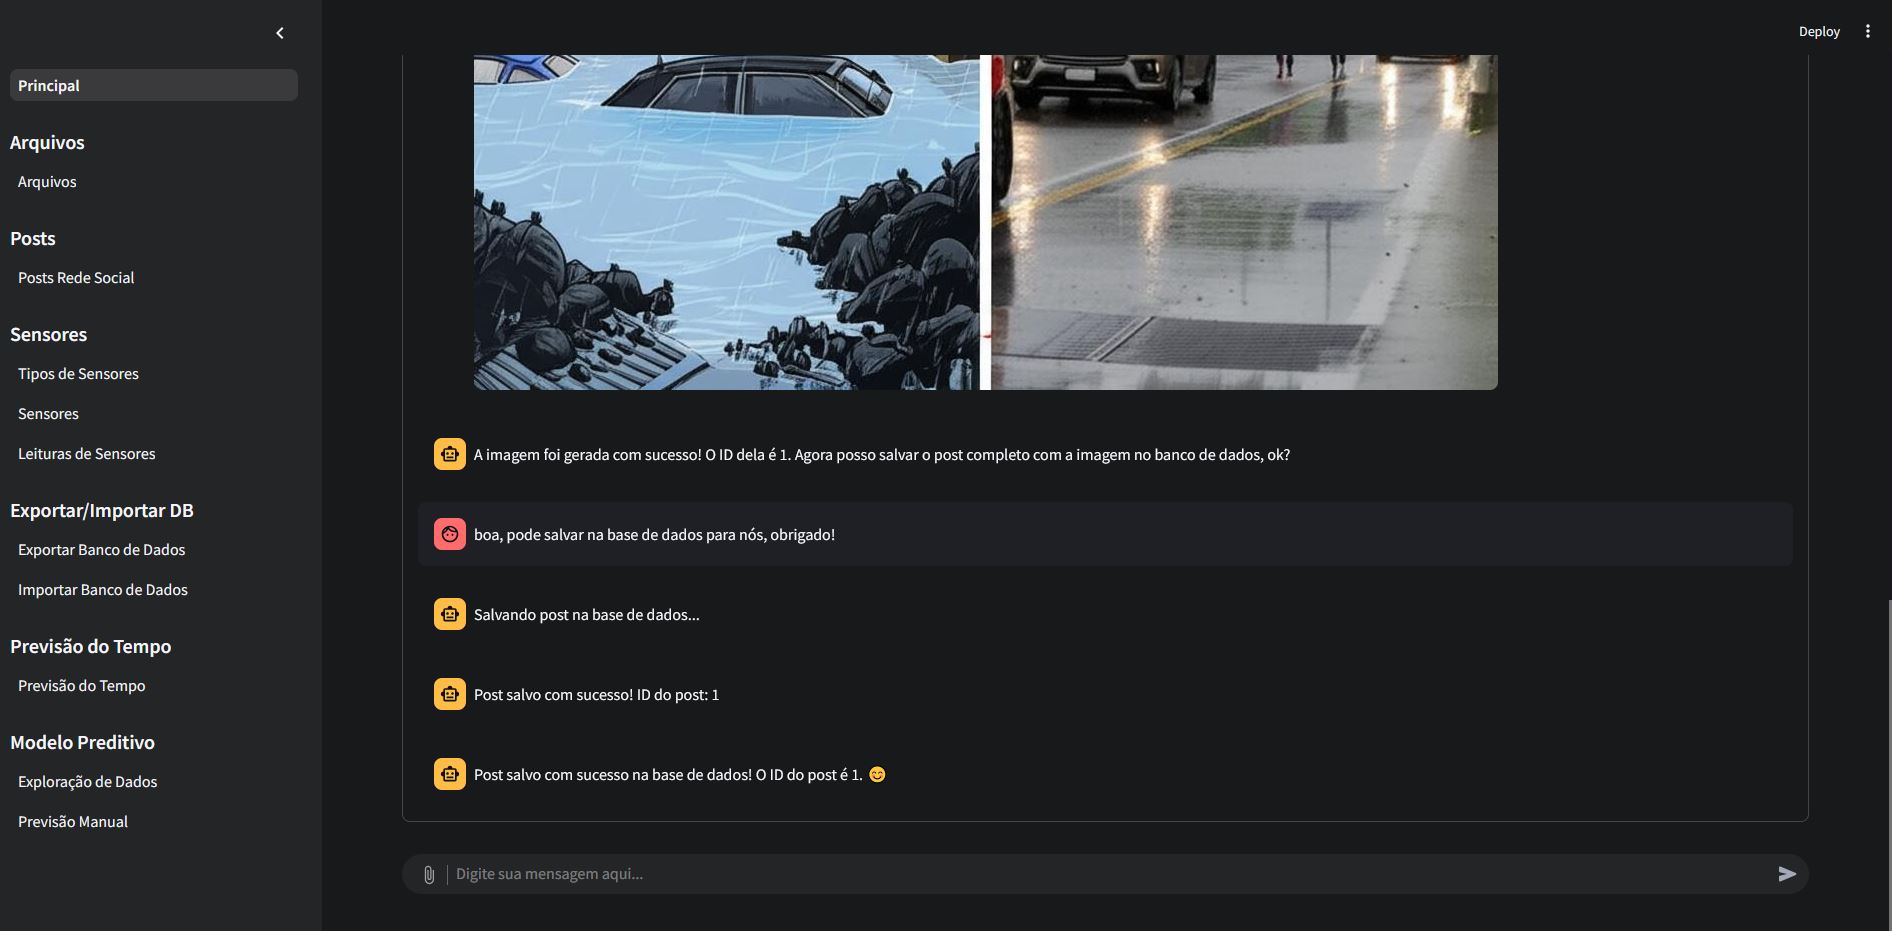 Deploy
Principal
Arquivos
Arquivos
Posts
Posts Rede Social
Sensores
Tipos de Sensores
Sensores
Leituras de Sensores
Exportar/Importar DB
Exportar Banco de Dados
Importar Banco de Dados
Previsão do Tempo
Previsão do Tempo
Modelo Preditivo
Exploração de Dados
Previsão Manual
A imagem foi gerada com sucesso! O ID dela é 1. Agora posso salvar o post completo com a imagem no banco de dados, ok?
boa, pode salvar na base de dados para nós, obrigado!
Salvando post na base de dados...
Post salvo com sucesso! ID do post: 1
Post salvo com sucesso na base de dados! O ID do post é 1. 😊
Digite sua mensagem aqui...